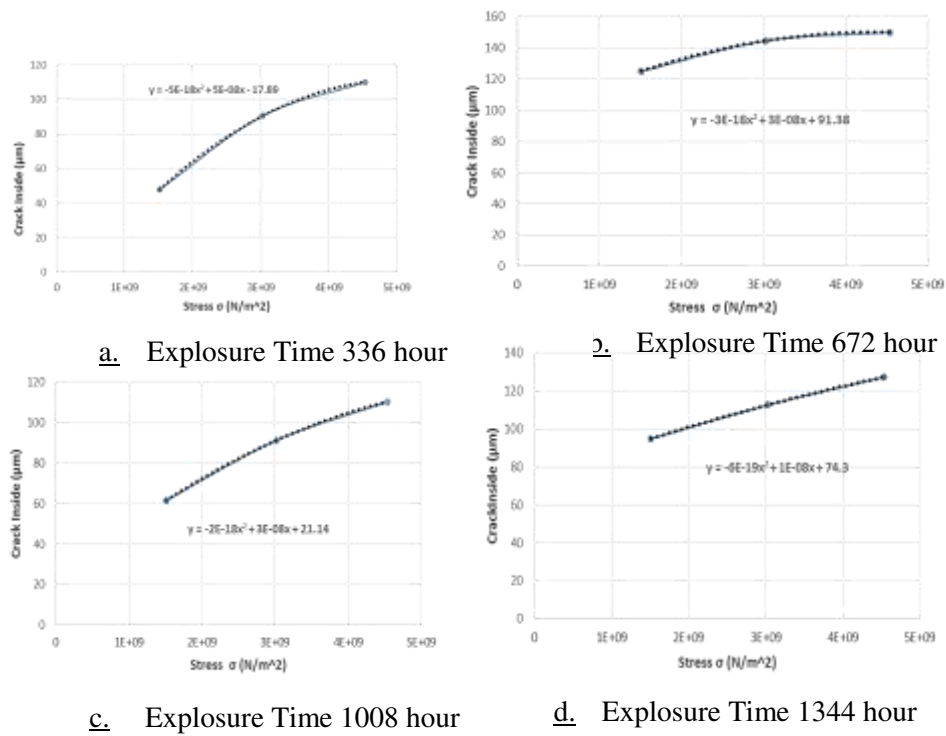 120
100
80
60
40
20
0
Crack Inside (µm)
y = -5E-18x² + 5E-08x - 17.89
0 1E+09 2E+09 3E+09 4E+09 5E+09
Stress σ (N/m^2)
a. Explosure Time 336 hour
160
140
120
100
80
60
40
20
0
Crack Inside (µm)
y = -3E-18x² + 3E-08x + 91.38
0 1E+09 2E+09 3E+09 4E+09 5E+09
Stress σ (N/m^2)
b. Explosure Time 672 hour
120
100
80
60
40
20
0
Crack Inside (µm)
y = -2E-18x² + 3E-08x + 21.14
0 1E+09 2E+09 3E+09 4E+09 5E+09
Stress σ (N/m^2)
c. Explosure Time 1008 hour
140
120
100
80
60
40
20
0
CrackInside (µm)
y = -6E-19x² + 1E-08x + 74.3
0 1E+09 2E+09 3E+09 4E+09 5E+09
Stress σ (N/m^2)
d. Explosure Time 1344 hour